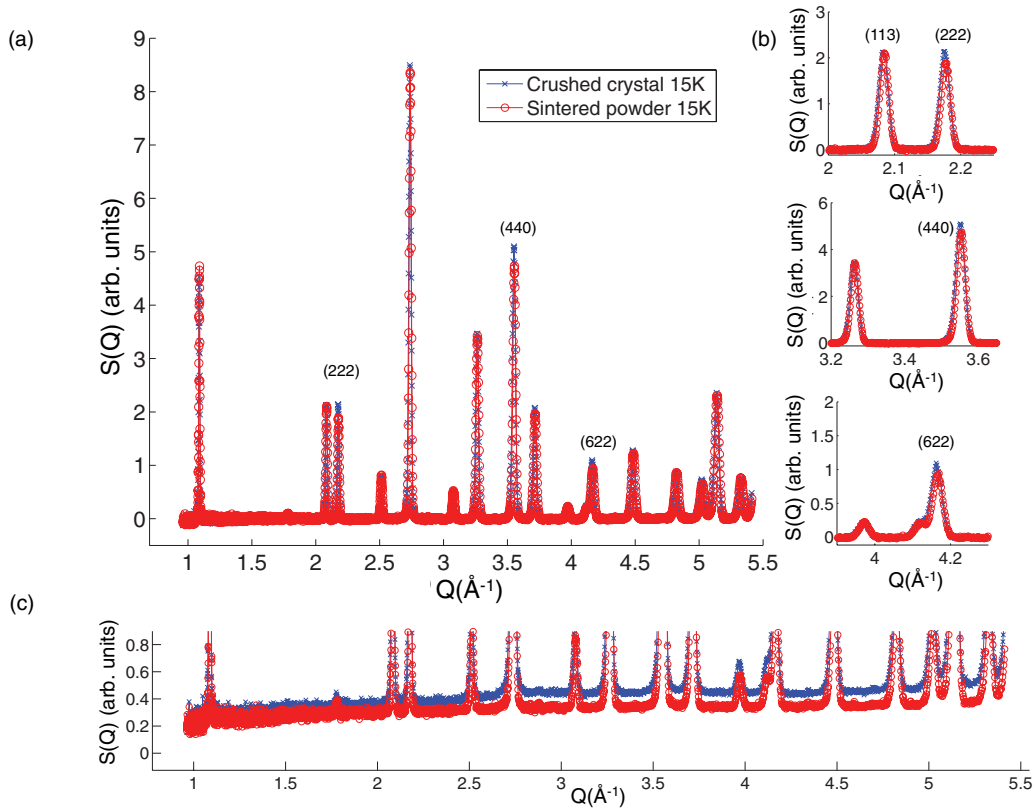 (a)
9
8
7
6
5
4
3
2
1
0
S(Q) (arb. units)
Crushed crystal 15K
Sintered powder 15K
(222)
(440)
(622)
1 1.5 2 2.5 3 3.5 4 4.5 5 5.5
Q(Å-1)
(b)
3
2
1
0
S(Q) (arb. units)
(113) (222)
2 2.1 2.2
Q(Å-1)
6
4
2
0
S(Q) (arb. units)
(440)
3.2 3.4 3.6
Q(Å-1)
2
1.5
1
0.5
0
S(Q) (arb. units)
(622)
4 4.2
Q(Å-1)
(c)
0.8
0.6
0.4
0.2
0
S(Q) (arb. units)
1 1.5 2 2.5 3 3.5 4 4.5 5 5.5
Q(Å-1)